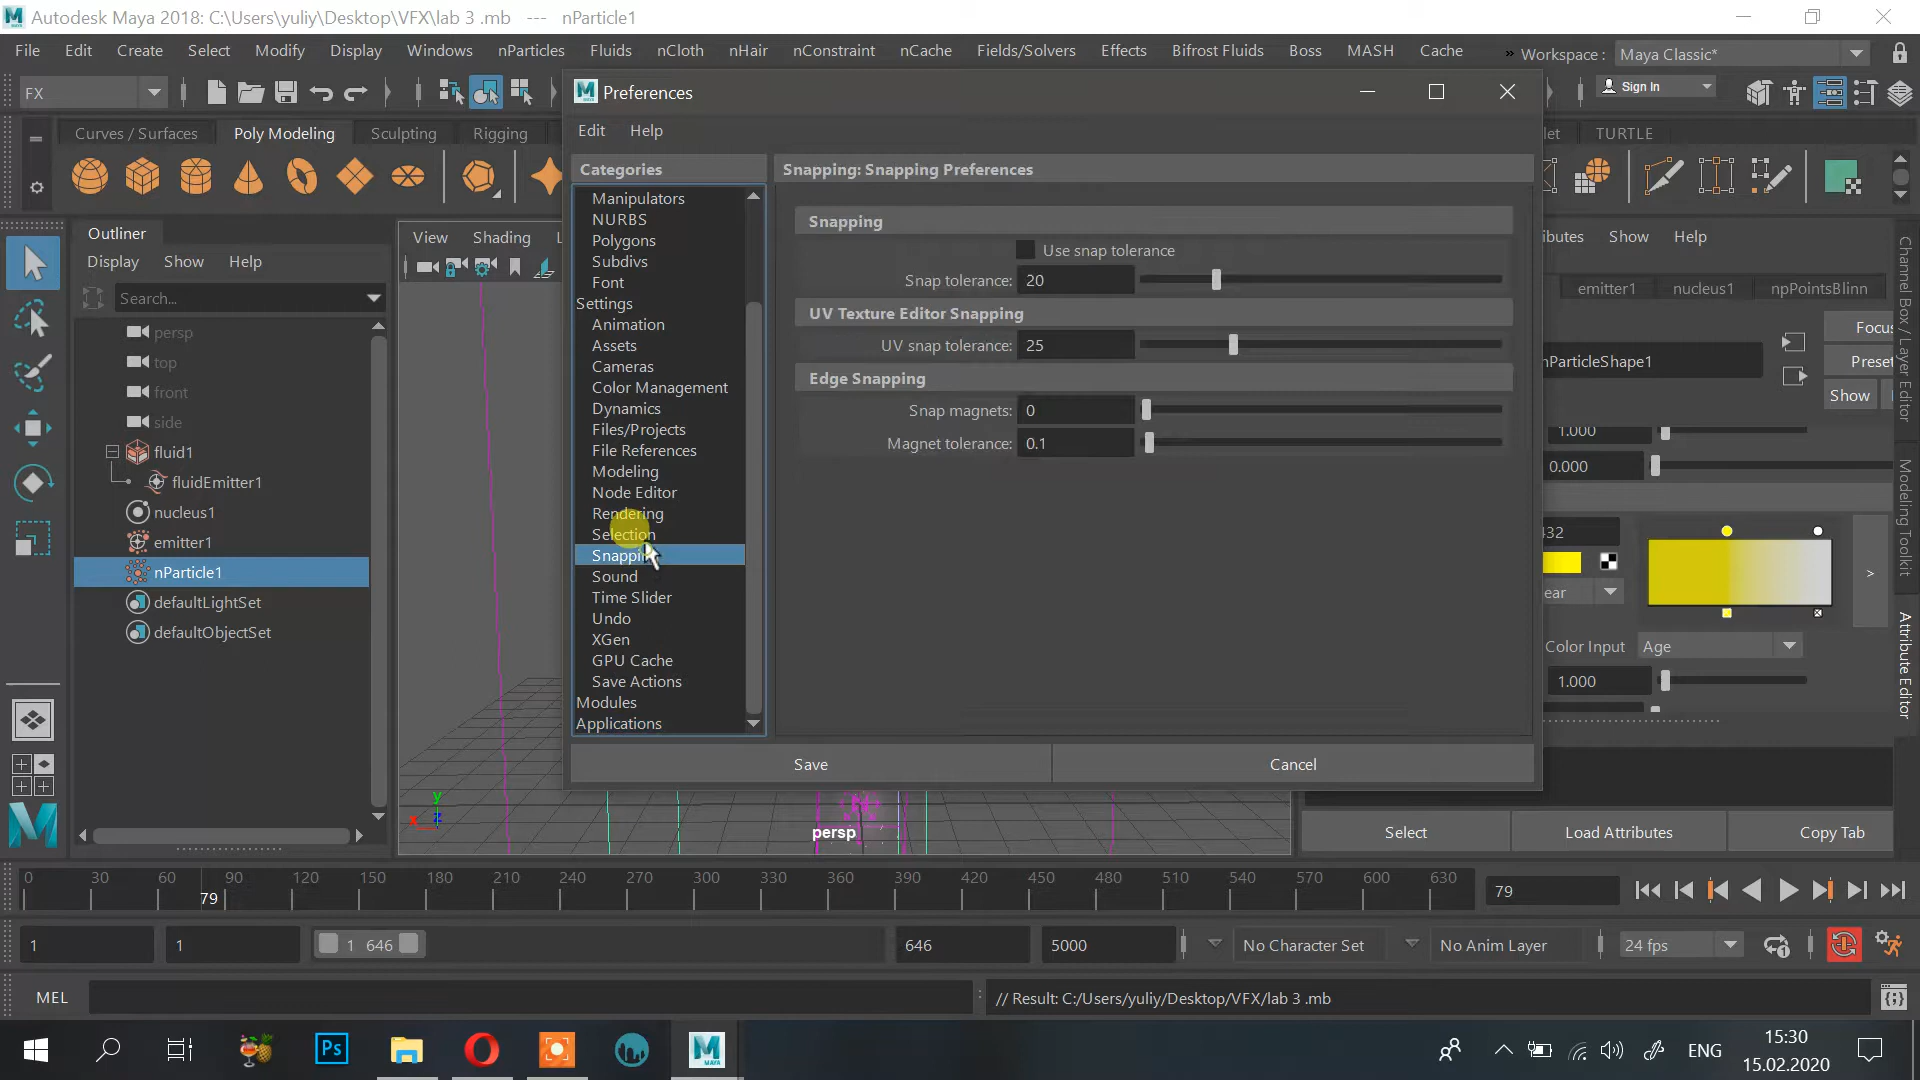 Autodesk Maya 2018: C:\Users\yuliy\Desktop\VFX\lab 3 .mb --- nParticle1
File Edit Create Select Modify Display Windows nParticles Fluids nCloth nHair nConstraint nCache Fields/Solvers Effects Bifrost Fluids Boss MASH Cache » Workspace : Maya Classic*
FX
Sign In
Curves / Surfaces Poly Modeling Sculpting Rigging
TURTLE
Preferences
Edit Help
Categories
Manipulators
NURBS
Polygons
Subdivs
Font
Settings
Animation
Assets
Cameras
Color Management
Dynamics
Files/Projects
File References
Modeling
Node Editor
Rendering
Selection
Sound
Time Slider
Undo
XGen
GPU Cache
Save Actions
Modules
Applications
Snapping: Snapping Preferences
Snapping
Use snap tolerance
Snap tolerance: 20
UV Texture Editor Snapping
UV snap tolerance: 25
Edge Snapping
Snap magnets: 0
Magnet tolerance: 0.1
Save Cancel
Outliner
Display Show Help
Search...
persp
top
front
side
fluid1
fluidEmitter1
nucleus1
emitter1
nParticle1
defaultLightSet
defaultObjectSet
View Shading
y
x z
persp
butes Show Help
emitter1 nucleus1 npPointsBlinn
Focu
nParticleShape1
Preset
Show
1.000
0.000
432
ear
>
Color Input Age
1.000
Select Load Attributes Copy Tab
Channel Box / Layer Editor
Modeling Toolkit
Attribute Editor
0 30 60 90 120 150 180 210 240 270 300 330 360 390 420 450 480 510 540 570 600 630
79
79
1 1 1 646 646 5000 No Character Set No Anim Layer 24 fps
MEL
// Result: C:/Users/yuliy/Desktop/VFX/lab 3 .mb
Ps
MAYA
ENG
15:30
15.02.2020